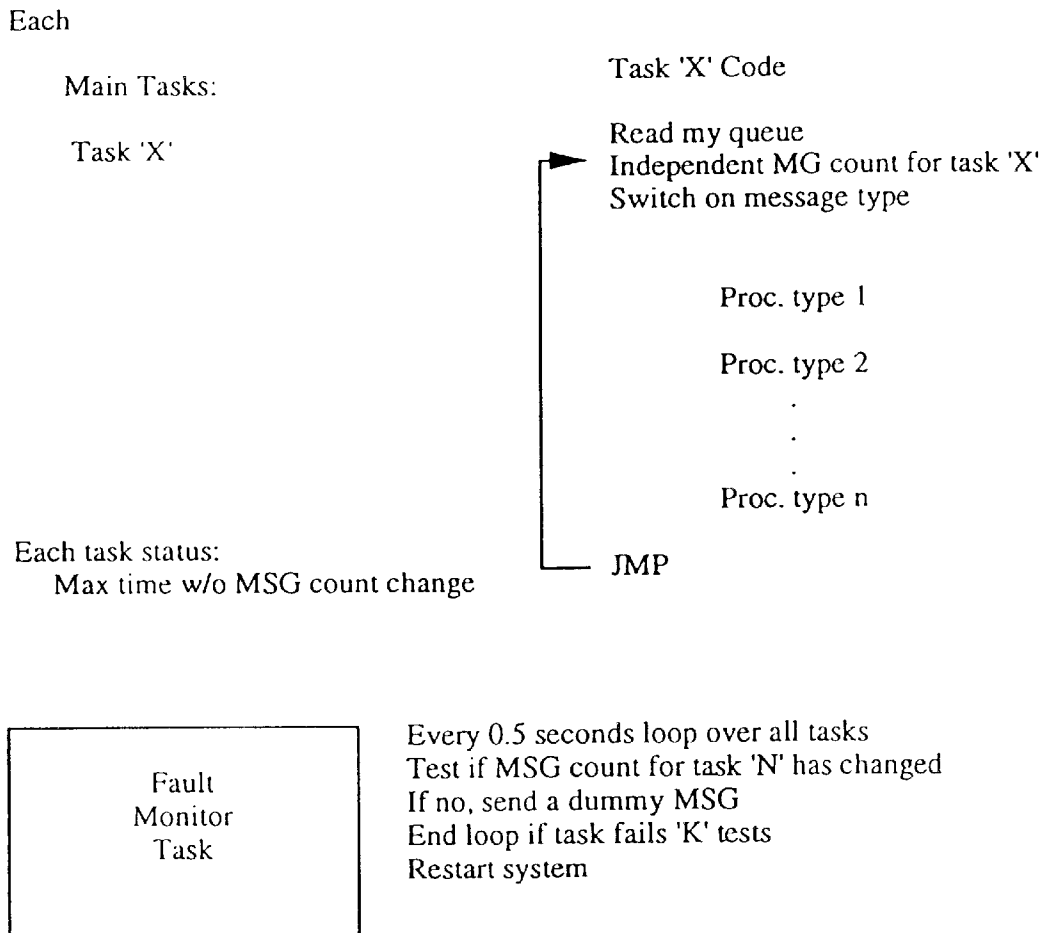 Each
Main Tasks:
Task 'X'
Task 'X' Code
Read my queue
Independent MG count for task 'X'
Switch on message type
Proc. type 1
Proc. type 2
.
.
.
Proc. type n
JMP
Each task status:
Max time w/o MSG count change
Fault
Monitor
Task
Every 0.5 seconds loop over all tasks
Test if MSG count for task 'N' has changed
If no, send a dummy MSG
End loop if task fails 'K' tests
Restart system